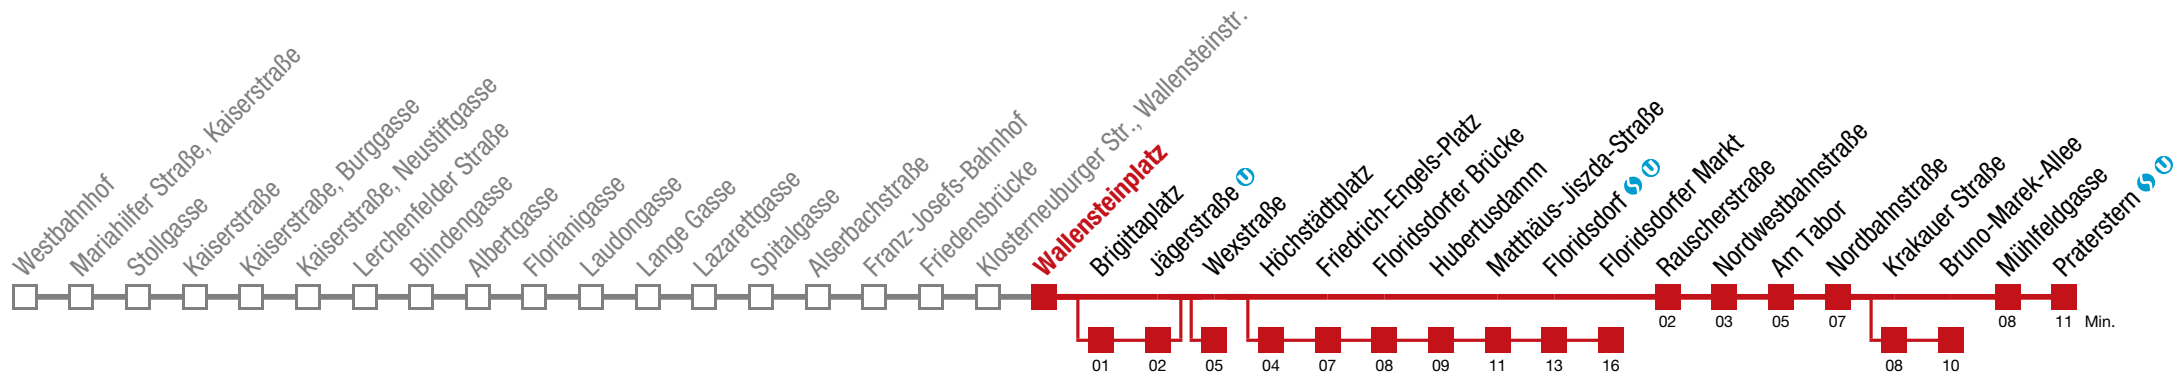 Westbahnhof
Mariahilfer Straße, Kaiserstraße
Stollgasse
Kaiserstraße
Kaiserstraße, Burggasse
Kaiserstraße, Neustiftgasse
Lerchenfelder Straße
Blindengasse
Albertgasse
Florianigasse
Laudongasse
Lange Gasse
Lazarettgasse
Spitalgasse
Alserbachstraße
Franz-Josefs-Bahnhof
Friedensbrücke
Klosterneuburger Str., Wallensteinstr.
Wallensteinplatz
Brigittaplatz
Jägerstraße U
Wexstraße
Höchstädtplatz
Friedrich-Engels-Platz
Floridsdorfer Brücke
Hubertusdamm
Matthäus-Jiszda-Straße
Floridsdorf S U
Floridsdorfer Markt
Rauscherstraße
Nordwestbahnstraße
Am Tabor
Nordbahnstraße
Krakauer Straße
Bruno-Marek-Allee
Mühlfeldgasse
Praterstern S U
02 03 05 07 08 11 Min.
01 02 05 04 07 08 09 11 13 16 08 10